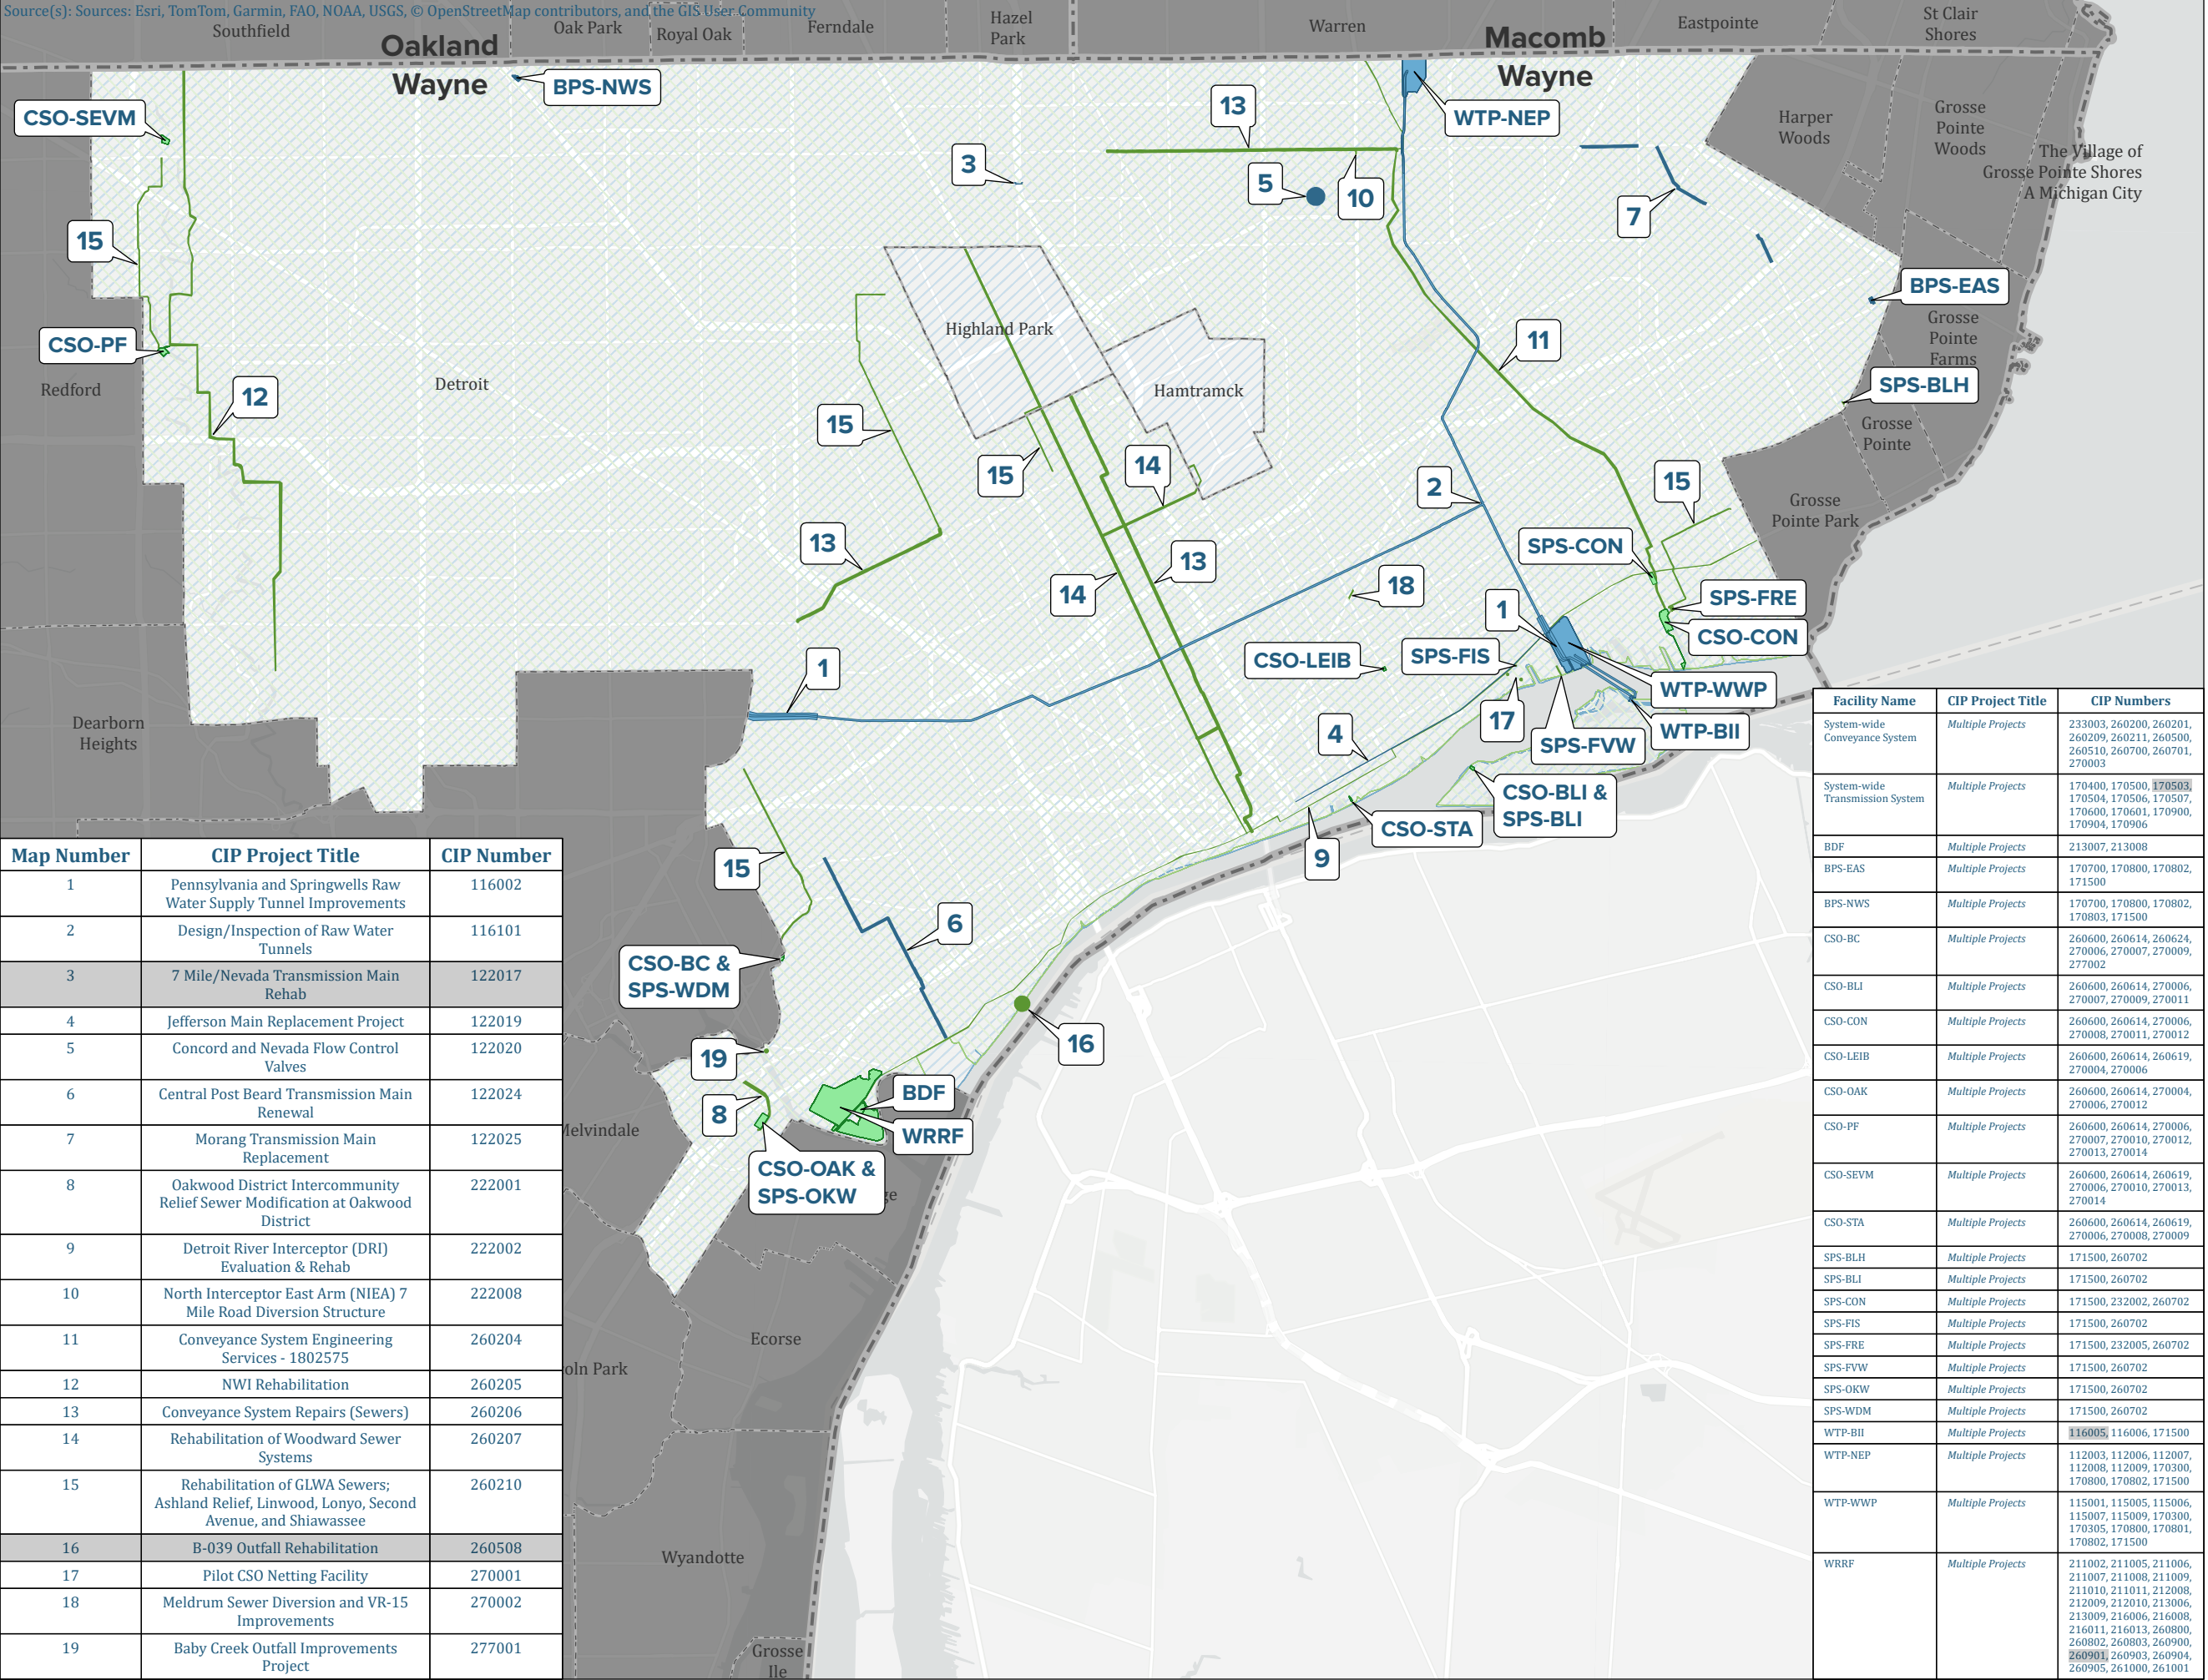 Source(s): Sources: Esri, TomTom, Garmin, FAO, NOAA, USGS, © OpenStreetMap contributors, and the GIS User Community
Southfield
Oak Park
Royal Oak
Ferndale
Hazel
Park
Warren
Eastpointe
St Clair
Shores
Oakland
Wayne
Macomb
Wayne
BPS-NWS
CSO-SEVM
WTP-NEP
13
3
5
10
7
Harper
Woods
Grosse
Pointe
Woods
The Village of
Grosse Pointe Shores
A Michigan City
15
BPS-EAS
Grosse
Pointe
Farms
CSO-PF
Highland Park
11
Redford
Detroit
12
Hamtramck
SPS-BLH
Grosse
Pointe
15
15
14
2
15
Grosse
Pointe Park
13
13
SPS-CON
14
18
1
SPS-FRE
CSO-CON
CSO-LEIB
SPS-FIS
1
WTP-WWP
Dearborn
Heights
4
17
SPS-FVW
WTP-BII
CSO-BLI &
SPS-BLI
CSO-STA
9
15
6
CSO-BC &
SPS-WDM
16
19
8
BDF
WRRF
Melvindale
CSO-OAK &
SPS-OKW
ge
Ecorse
oln Park
Wyandotte
Grosse
Ile
Map Number CIP Project Title CIP Number
1 Pennsylvania and Springwells Raw 116002
Water Supply Tunnel Improvements
2 Design/Inspection of Raw Water 116101
Tunnels
3 7 Mile/Nevada Transmission Main 122017
Rehab
4 Jefferson Main Replacement Project 122019
5 Concord and Nevada Flow Control 122020
Valves
6 Central Post Beard Transmission Main 122024
Renewal
7 Morang Transmission Main 122025
Replacement
8 Oakwood District Intercommunity 222001
Relief Sewer Modification at Oakwood
District
9 Detroit River Interceptor (DRI) 222002
Evaluation & Rehab
10 North Interceptor East Arm (NIEA) 7 222008
Mile Road Diversion Structure
11 Conveyance System Engineering 260204
Services - 1802575
12 NWI Rehabilitation 260205
13 Conveyance System Repairs (Sewers) 260206
14 Rehabilitation of Woodward Sewer 260207
Systems
15 Rehabilitation of GLWA Sewers; 260210
Ashland Relief, Linwood, Lonyo, Second
Avenue, and Shiawassee
16 B-039 Outfall Rehabilitation 260508
17 Pilot CSO Netting Facility 270001
18 Meldrum Sewer Diversion and VR-15 270002
Improvements
19 Baby Creek Outfall Improvements 277001
Project
Facility Name CIP Project Title CIP Numbers
System-wide Multiple Projects 233003, 260200, 260201,
Conveyance System 260209, 260211, 260500,
260510, 260700, 260701,
270003
System-wide Multiple Projects 170400, 170500, 170503,
Transmission System 170504, 170506, 170507,
170600, 170601, 170900,
170904, 170906
BDF Multiple Projects 213007, 213008
BPS-EAS Multiple Projects 170700, 170800, 170802,
171500
BPS-NWS Multiple Projects 170700, 170800, 170802,
170803, 171500
CSO-BC Multiple Projects 260600, 260614, 260624,
270006, 270007, 270009,
277002
CSO-BLI Multiple Projects 260600, 260614, 270006,
270007, 270009, 270011
CSO-CON Multiple Projects 260600, 260614, 270006,
270008, 270011, 270012
CSO-LEIB Multiple Projects 260600, 260614, 260619,
270004, 270006
CSO-OAK Multiple Projects 260600, 260614, 270004,
270006, 270012
CSO-PF Multiple Projects 260600, 260614, 270006,
270007, 270010, 270012,
270013, 270014
CSO-SEVM Multiple Projects 260600, 260614, 260619,
270006, 270010, 270013,
270014
CSO-STA Multiple Projects 260600, 260614, 260619,
270006, 270008, 270009
SPS-BLH Multiple Projects 171500, 260702
SPS-BLI Multiple Projects 171500, 260702
SPS-CON Multiple Projects 171500, 232002, 260702
SPS-FIS Multiple Projects 171500, 260702
SPS-FRE Multiple Projects 171500, 232005, 260702
SPS-FVW Multiple Projects 171500, 260702
SPS-OKW Multiple Projects 171500, 260702
SPS-WDM Multiple Projects 171500, 260702
WTP-BII Multiple Projects 116005, 116006, 171500
WTP-NEP Multiple Projects 112003, 112006, 112007,
112008, 112009, 170300,
170800, 170802, 171500
WTP-WWP Multiple Projects 115001, 115005, 115006,
115007, 115009, 170300,
170305, 170800, 170801,
170802, 171500
WRRF Multiple Projects 211002, 211005, 211006,
211007, 211008, 211009,
211010, 211011, 212008,
212009, 212010, 213006,
213009, 216006, 216008,
216011, 216013, 260800,
260802, 260803, 260900,
260901, 260903, 260904,
260905, 261000, 261001